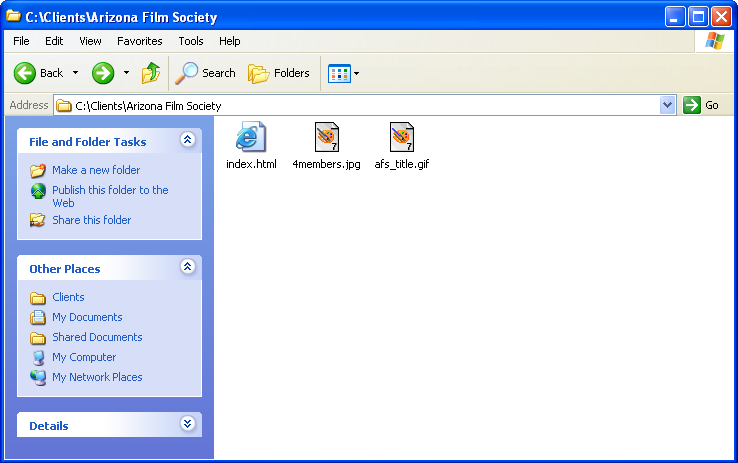 C:\Clients\Arizona Film Society
File Edit View Favorites Tools Help
Back Search Folders
Address C:\Clients\Arizona Film Society Go
File and Folder Tasks
Make a new folder
Publish this folder to the
Web
Share this folder
Other Places
Clients
My Documents
Shared Documents
My Computer
My Network Places
Details
7 7
index.html 4members.jpg afs_title.gif